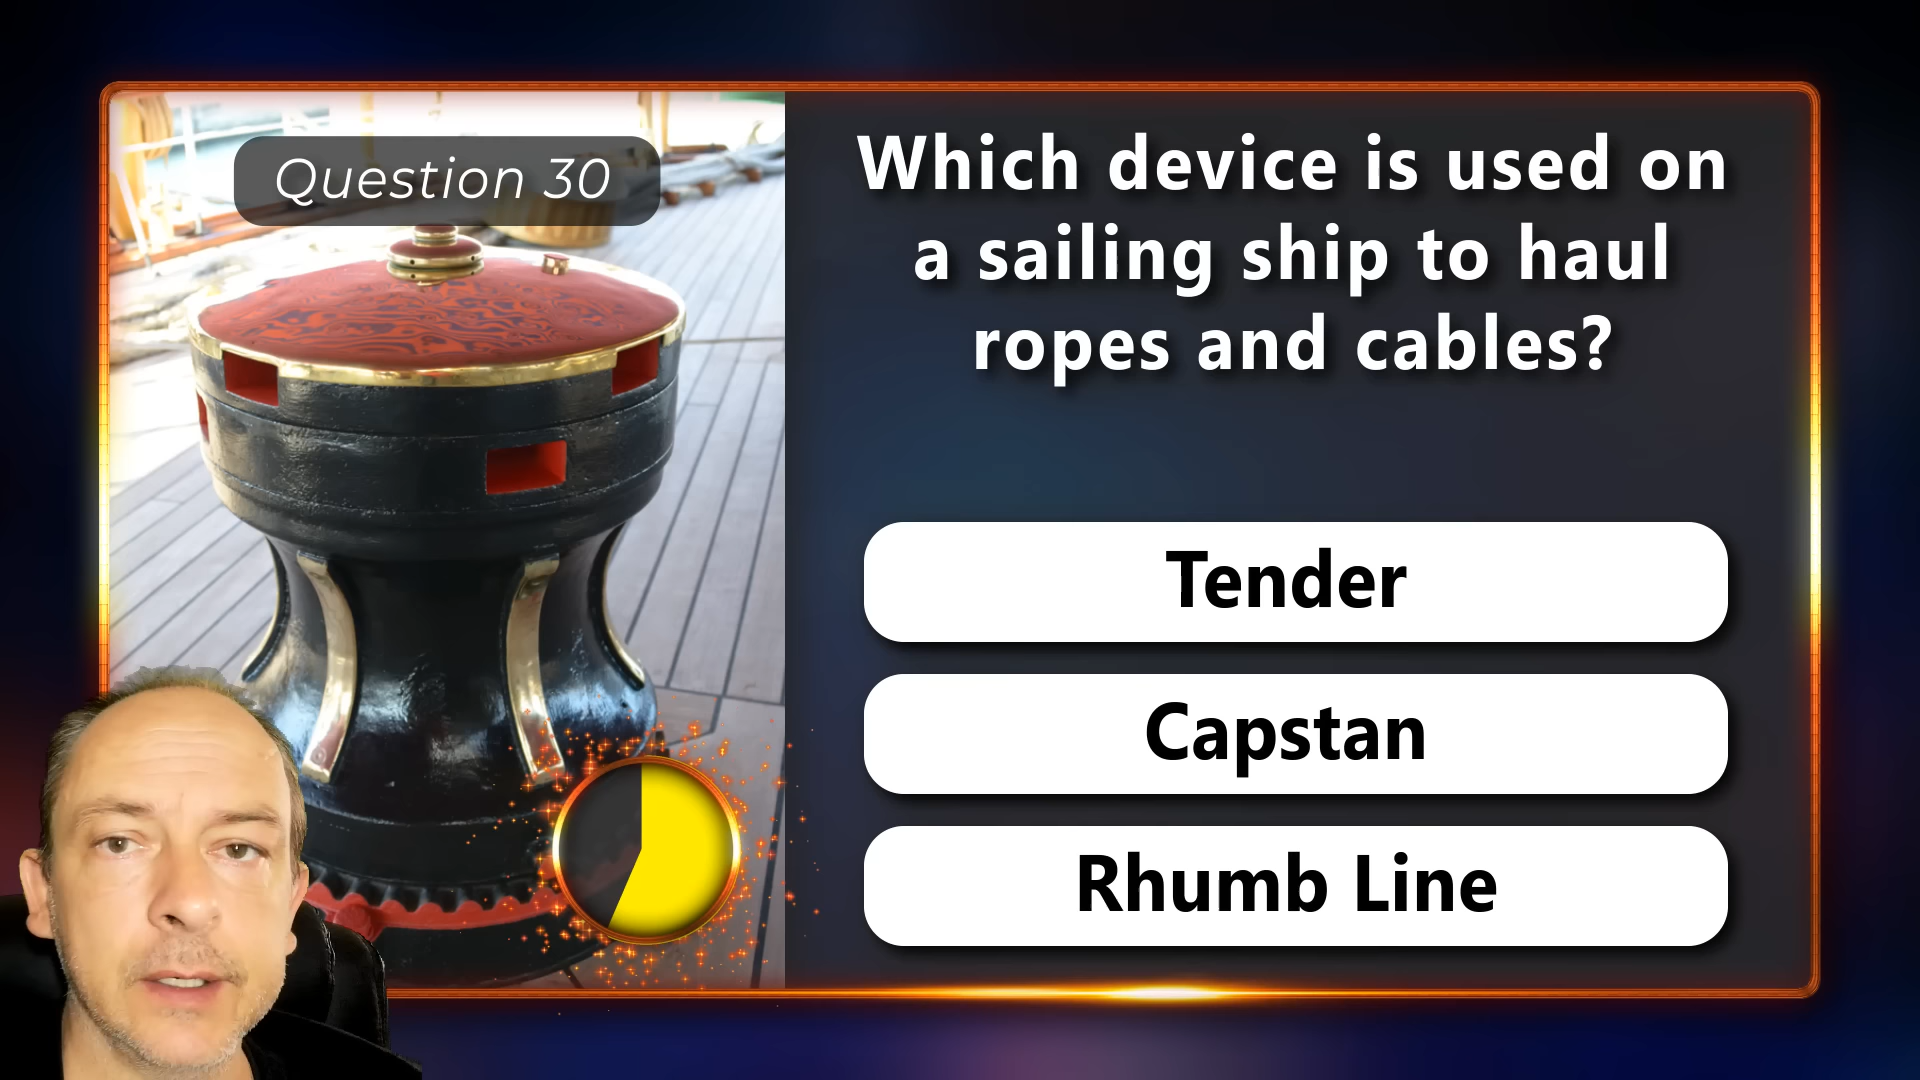 Question 30
Which device is used on
a sailing ship to haul
ropes and cables?
Tender
Capstan
Rhumb Line